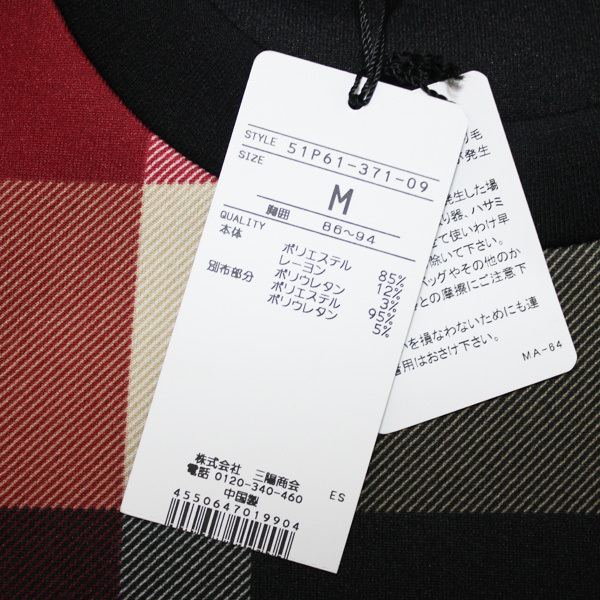 STYLE 51P61-371-09
SIZE
M
胸囲 86〜94
QUALITY
本体 ポリエステル 85%
レーヨン 12%
ポリウレタン 3%
別布部分 ポリエステル 95%
ポリウレタン 5%
株式会社 三陽商会
電話 0120-340-460
中国製
ES
4550647019904
毛
発生
発生した場
り器、ハサミ
て使いわけ早
除いて下さい。
バッグやその他のか
との摩擦にご注意下
を損なわないためにも連
着用はおさけ下さい。
MA-64